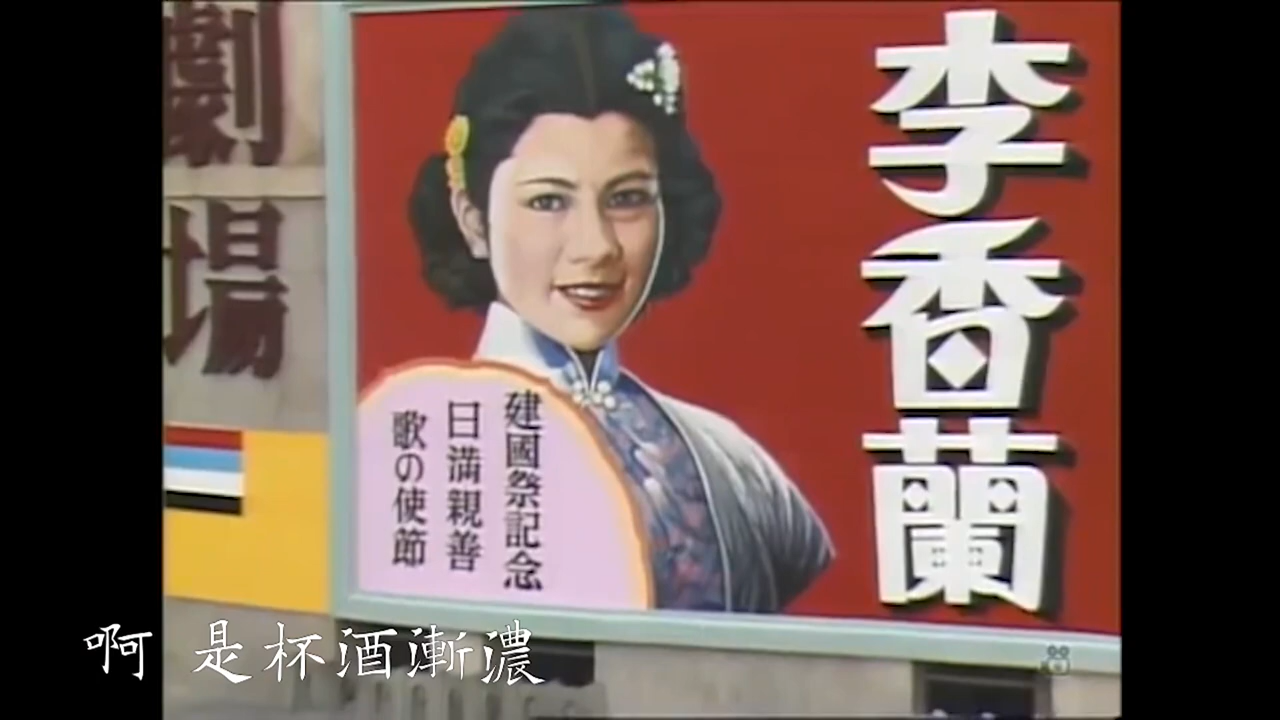 劇場
李香蘭
建國祭記念
日満親善
歌の使節
啊 是杯酒漸濃